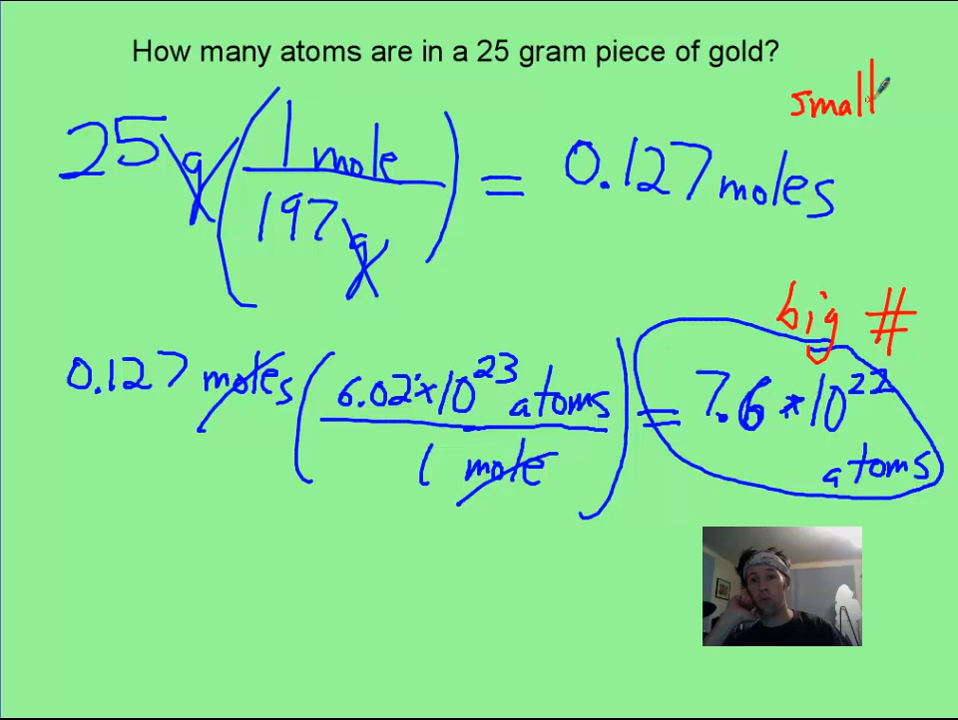 How many atoms are in a 25 gram piece of gold?
small
25 g (1 mole / 197 g) = 0.127 moles
big #
0.127 moles (6.02 x 10^23 atoms / 1 mole) = 7.6 * 10^22
atoms